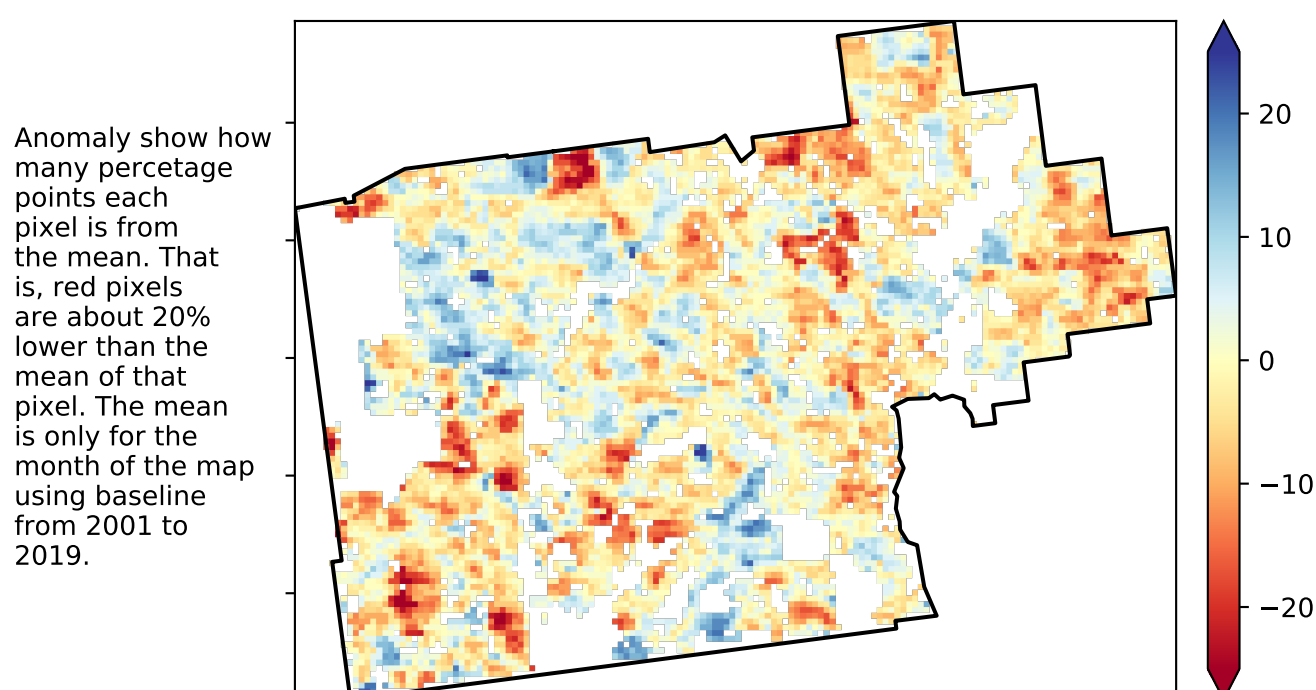 Anomaly show how
many percetage
points each
pixel is from
the mean. That
is, red pixels
are about 20%
lower than the
mean of that
pixel. The mean
is only for the
month of the map
using baseline
from 2001 to
2019.
20
10
0
−10
−20